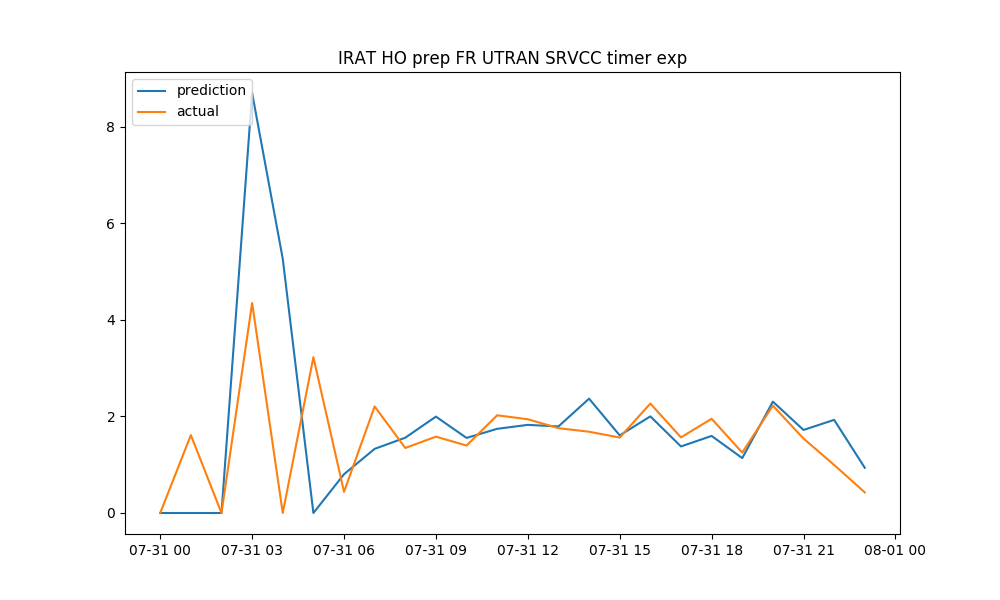 IRAT HO prep FR UTRAN SRVCC timer exp
prediction
actual
8
6
4
2
0
07-31 00 07-31 03 07-31 06 07-31 09 07-31 12 07-31 15 07-31 18 07-31 21 08-01 00